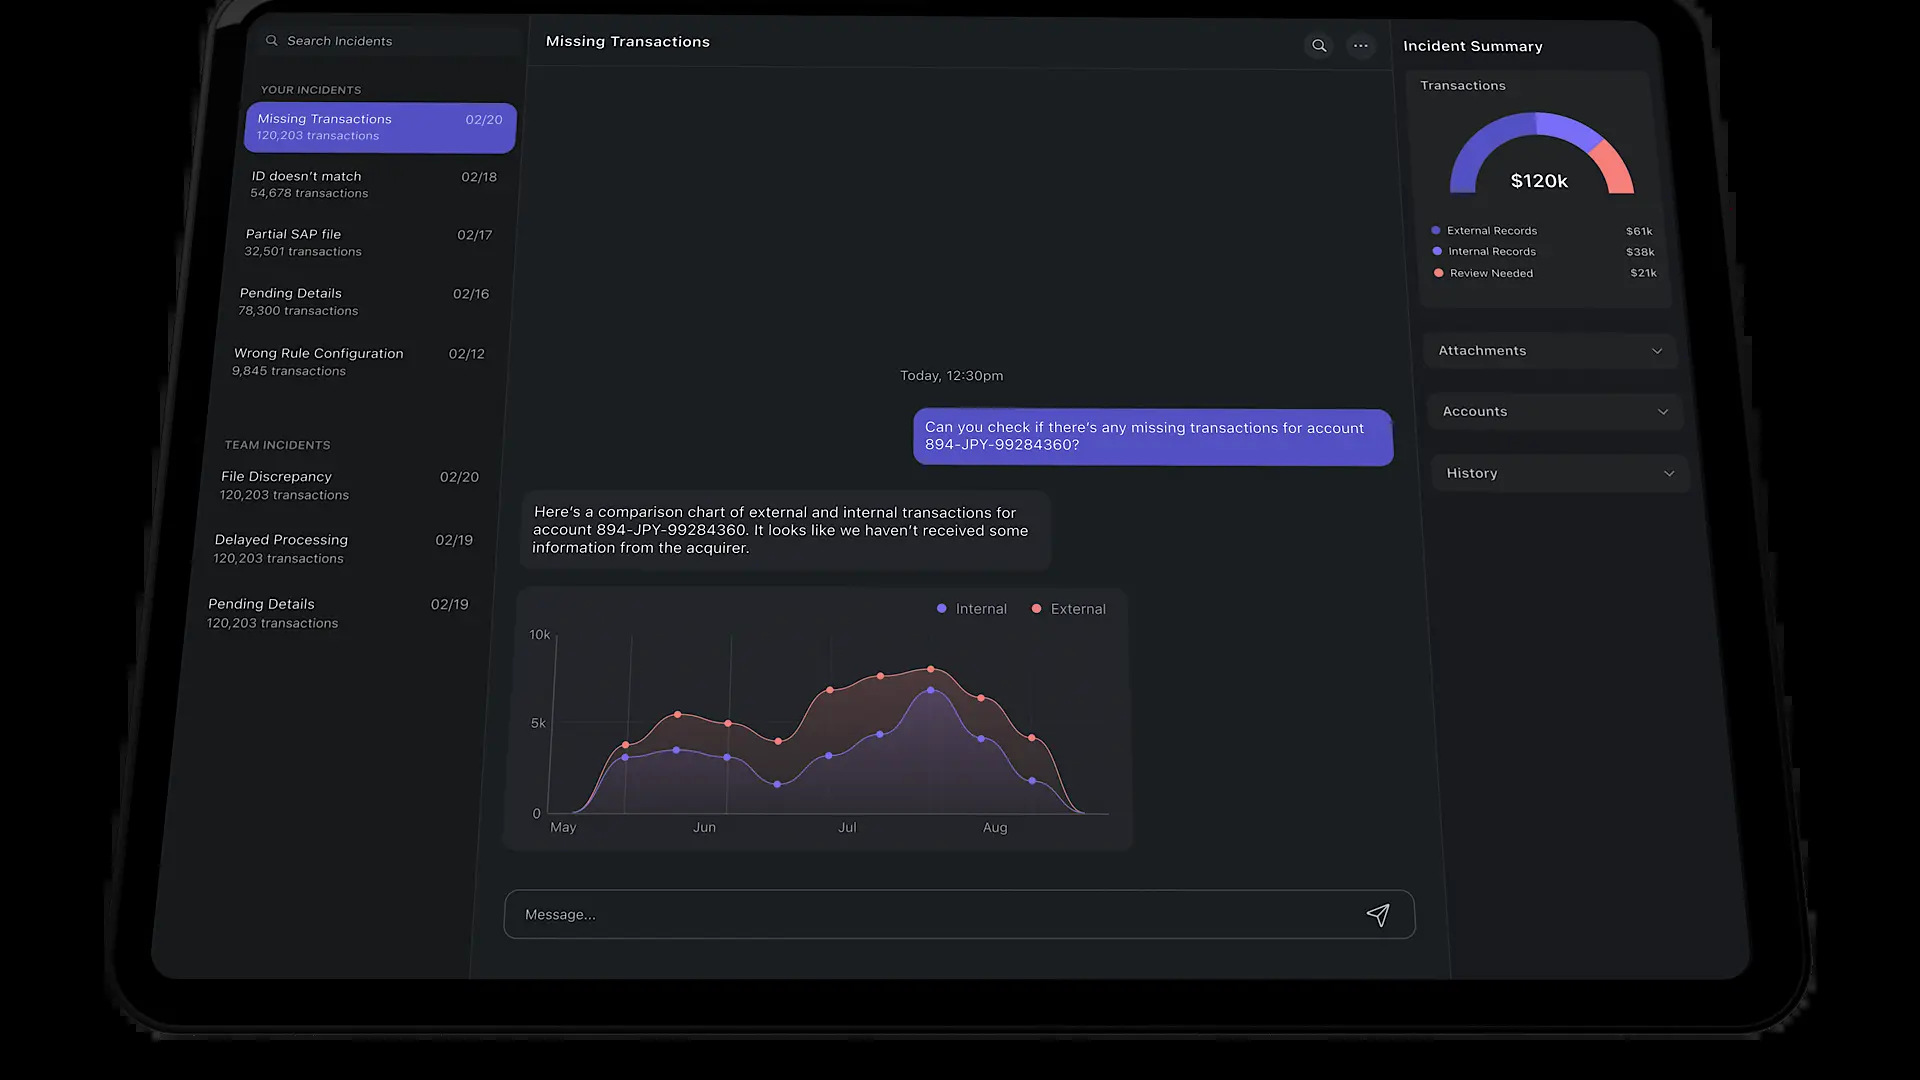 Search Incidents
YOUR INCIDENTS
Missing Transactions 02/20
120,203 transactions
ID doesn’t match 02/18
54,678 transactions
Partial SAP file 02/17
32,501 transactions
Pending Details 02/16
78,300 transactions
Wrong Rule Configuration 02/12
9,845 transactions
TEAM INCIDENTS
File Discrepancy 02/20
120,203 transactions
Delayed Processing 02/19
120,203 transactions
Pending Details 02/19
120,203 transactions
Missing Transactions
Today, 12:30pm
Can you check if there’s any missing transactions for account
894-JPY-99284360?
Here’s a comparison chart of external and internal transactions for
account 894-JPY-99284360. It looks like we haven’t received some
information from the acquirer.
Internal External
10k
5k
0
May Jun Jul Aug
Message...
Incident Summary
Transactions
$120k
External Records $61k
Internal Records $38k
Review Needed $21k
Attachments
Accounts
History